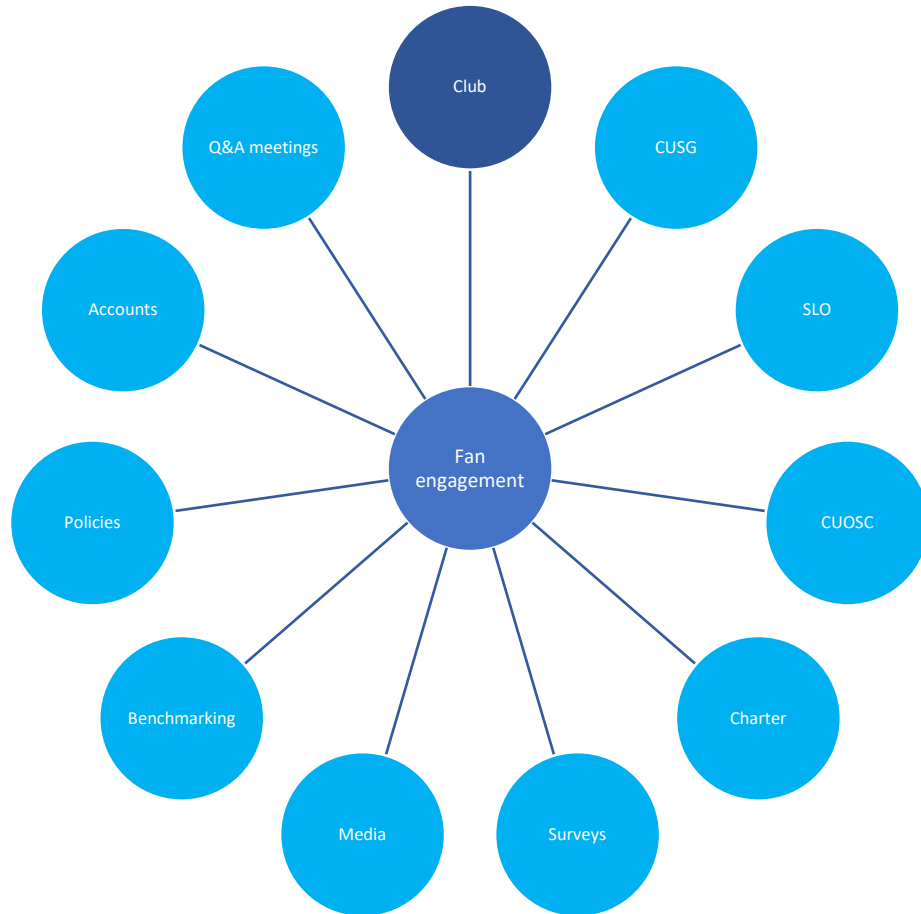 Club
Q&A meetings
CUSG
Accounts
SLO
Fan
engagement
Policies
CUOSC
Benchmarking
Charter
Media
Surveys